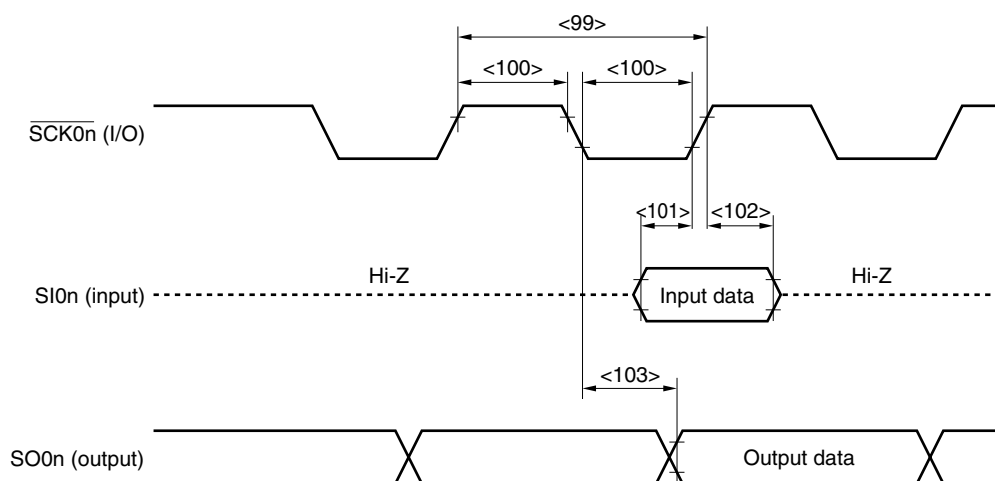 <99>
<100> <100>
SCK0n (I/O)
<101> <102>
Hi-Z Hi-Z
SI0n (input) Input data
<103>
SO0n (output) Output data